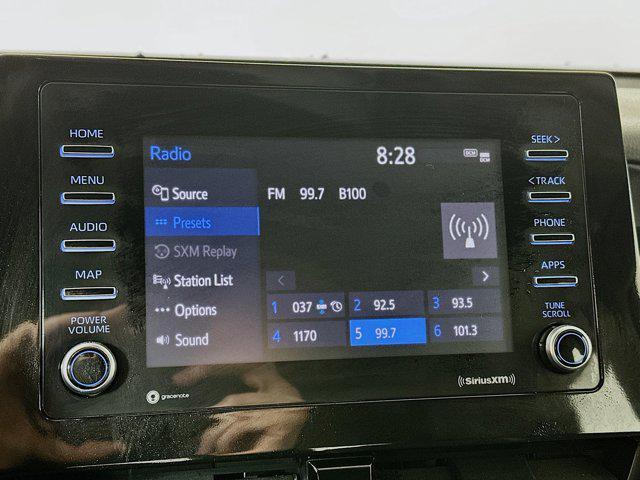 HOME
MENU
AUDIO
MAP
POWER
VOLUME
Radio
8:28
DCM
DCM
Source
Presets
SXM Replay
Station List
Options
Sound
FM 99.7 B100
<
>
1 037
2 92.5
3 93.5
4 1170
5 99.7
6 101.3
gracenote
SiriusXM
SEEK >
< TRACK
PHONE
APPS
TUNE
SCROLL